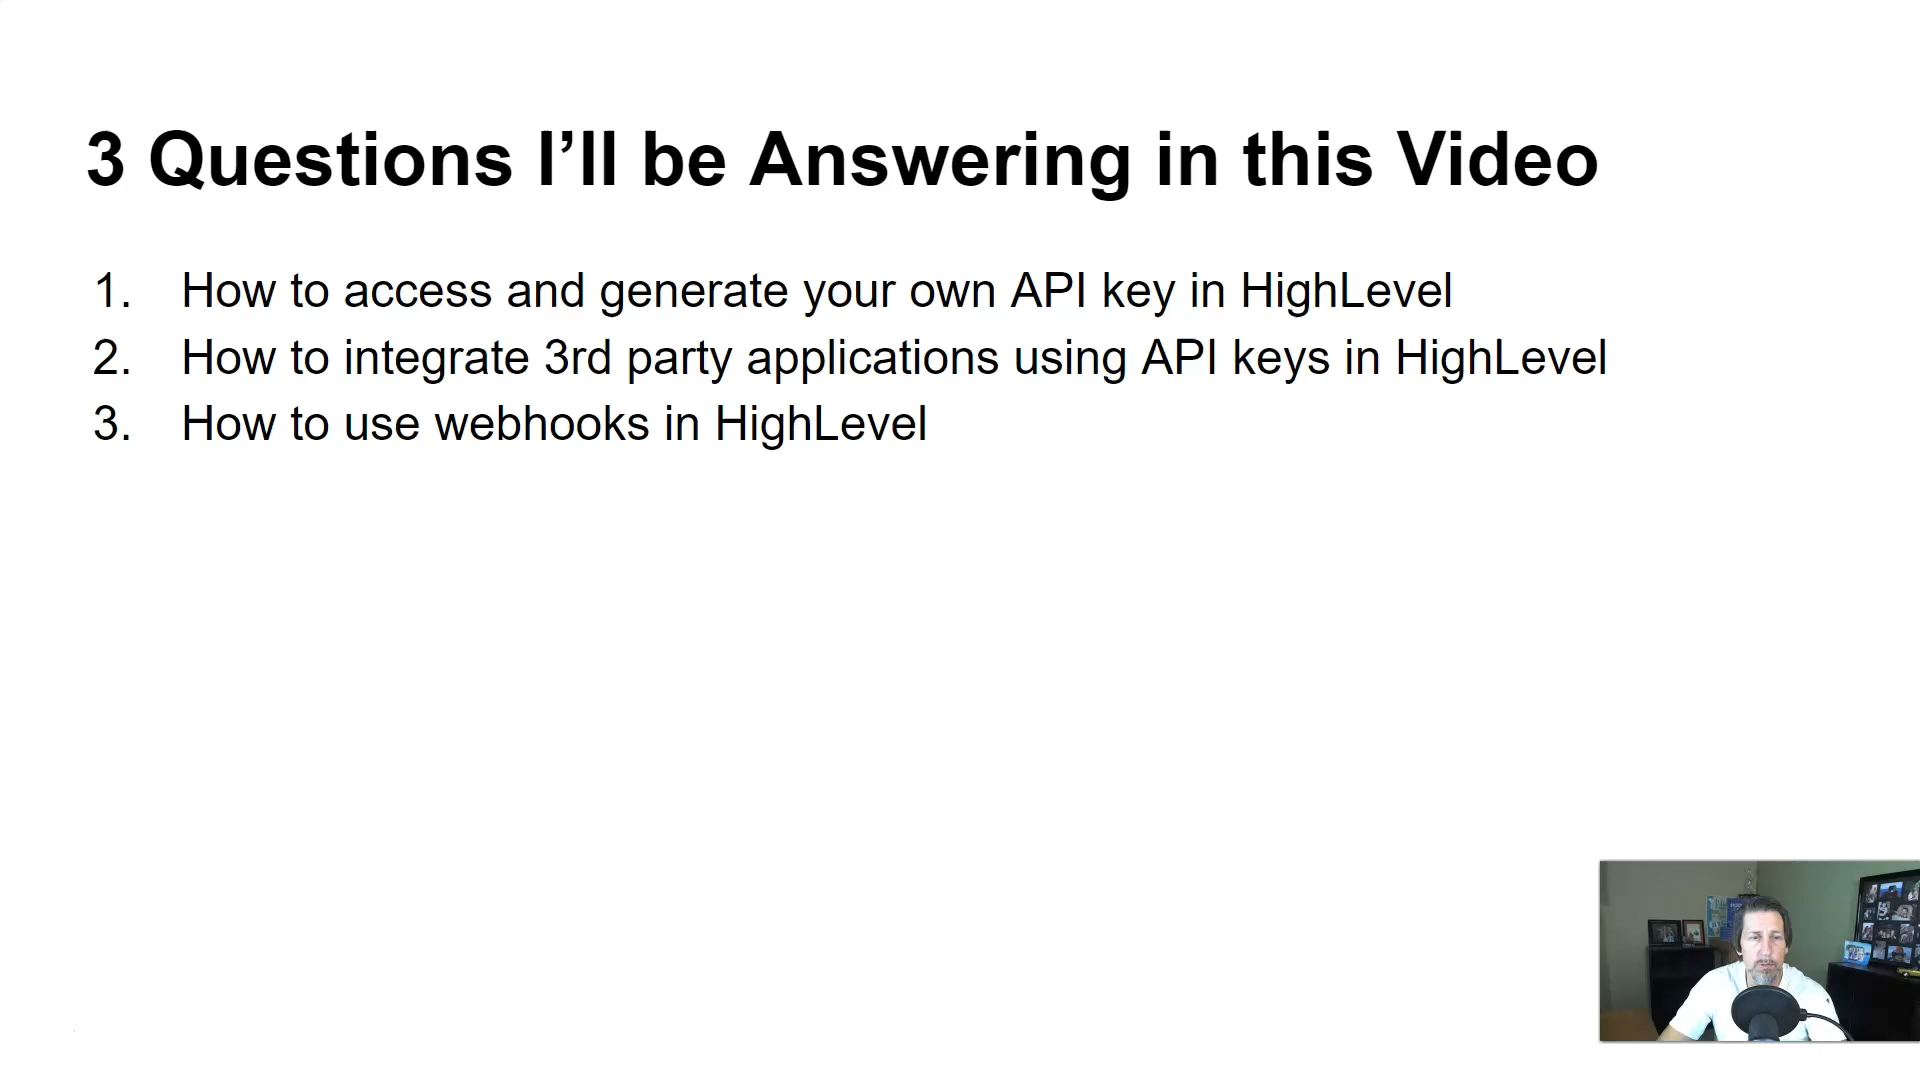 3 Questions I’ll be Answering in this Video
1. How to access and generate your own API key in HighLevel
2. How to integrate 3rd party applications using API keys in HighLevel
3. How to use webhooks in HighLevel